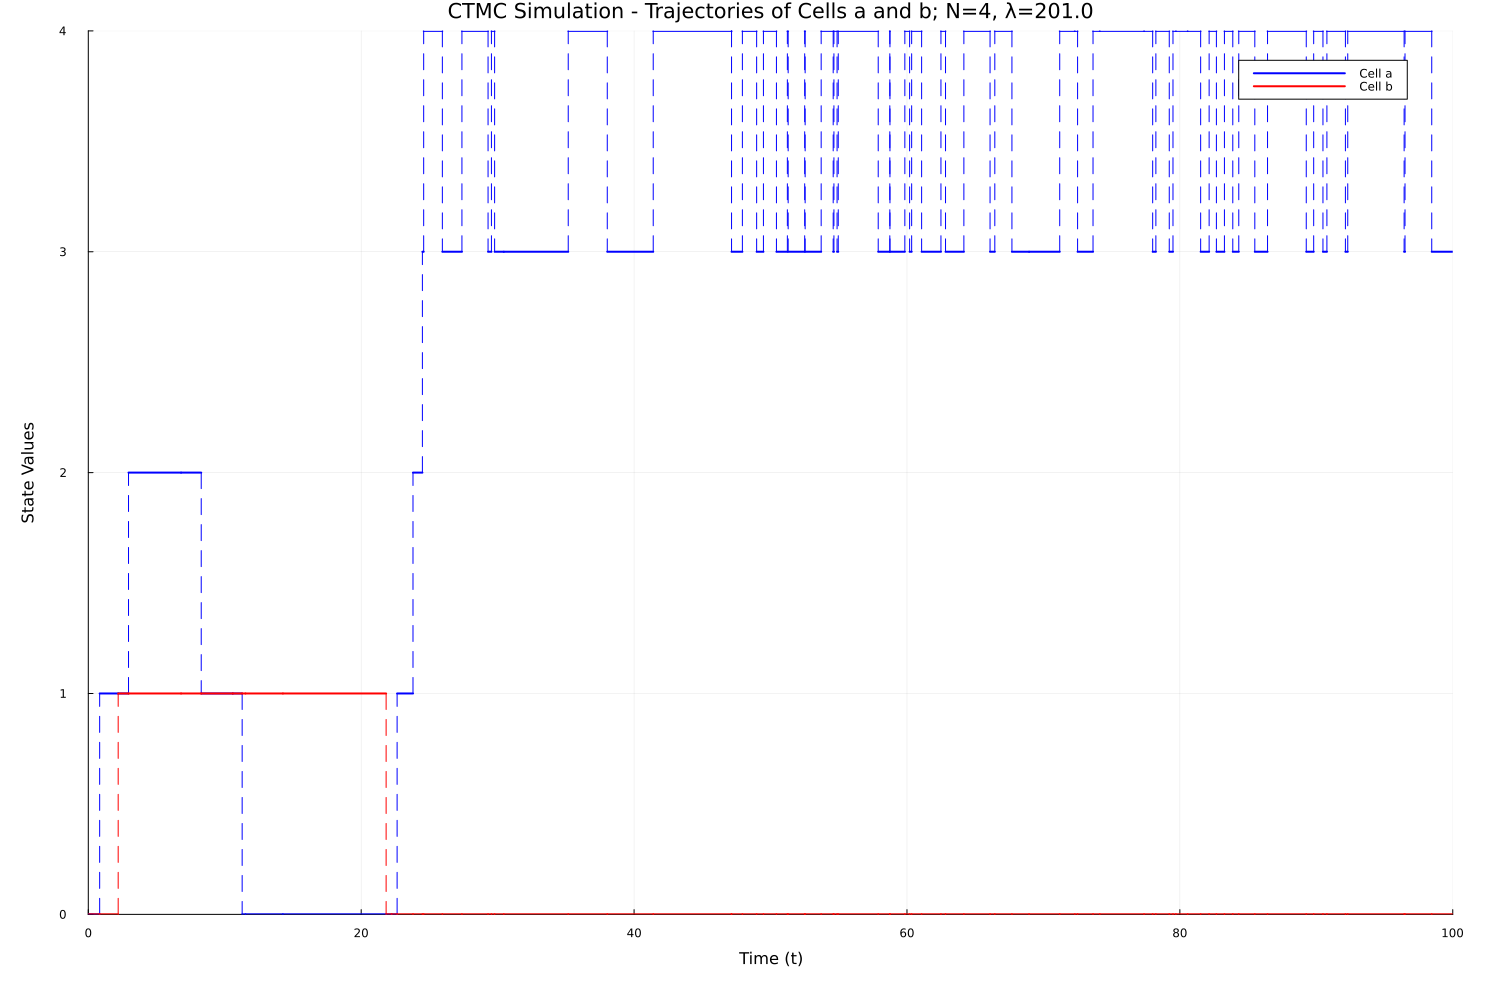 CTMC Simulation - Trajectories of Cells a and b; N=4, λ=201.0
4
Cell a
Cell b
3
State Values
2
1
0
0 20 40 60 80 100
Time (t)